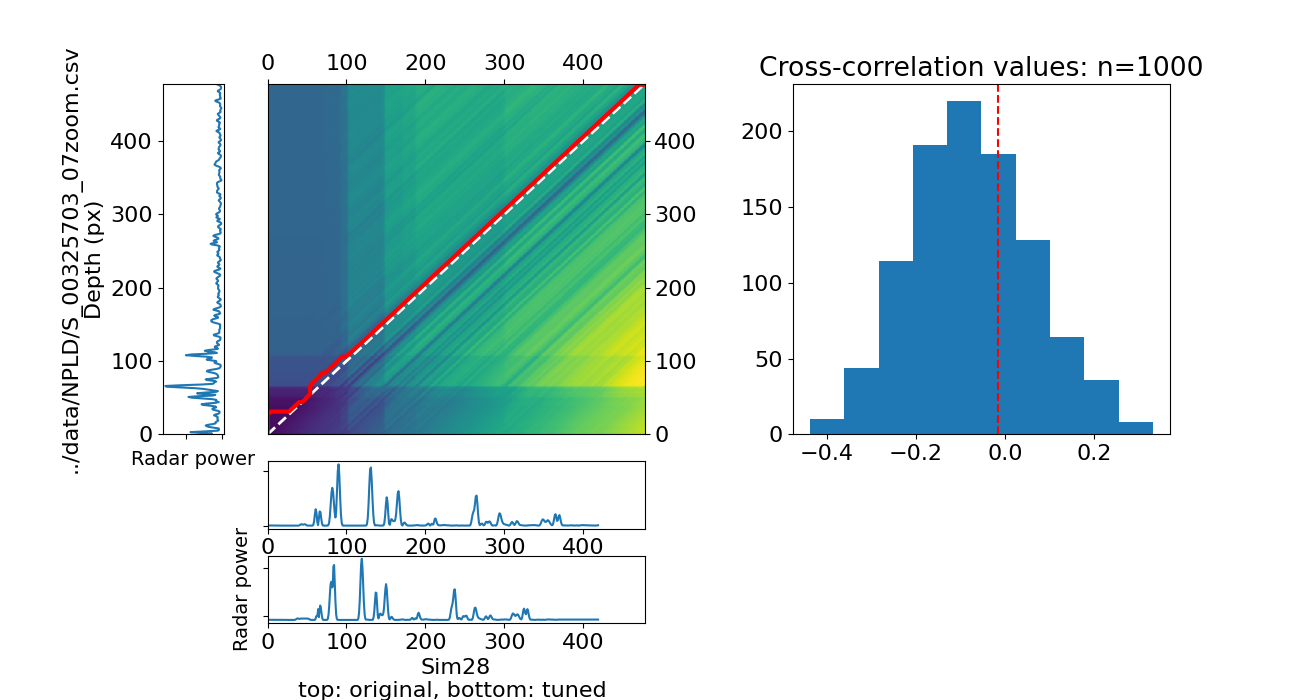 Cross-correlation values: n=1000
0 100 200 300 400
../data/NPLD/S_00325703_07zoom.csv
Depth (px)
400
300
200
100
0
400
300
200
100
0
200
150
100
50
0
−0.4 −0.2 0.0 0.2
Radar power
0 100 200 300 400
Radar power
0 100 200 300 400
Sim28
top: original, bottom: tuned